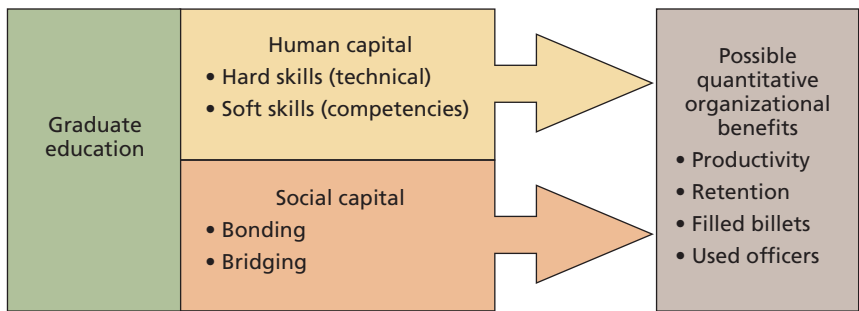 Graduate
education
Human capital
• Hard skills (technical)
• Soft skills (competencies)
Social capital
• Bonding
• Bridging
Possible
quantitative
organizational
benefits
• Productivity
• Retention
• Filled billets
• Used officers